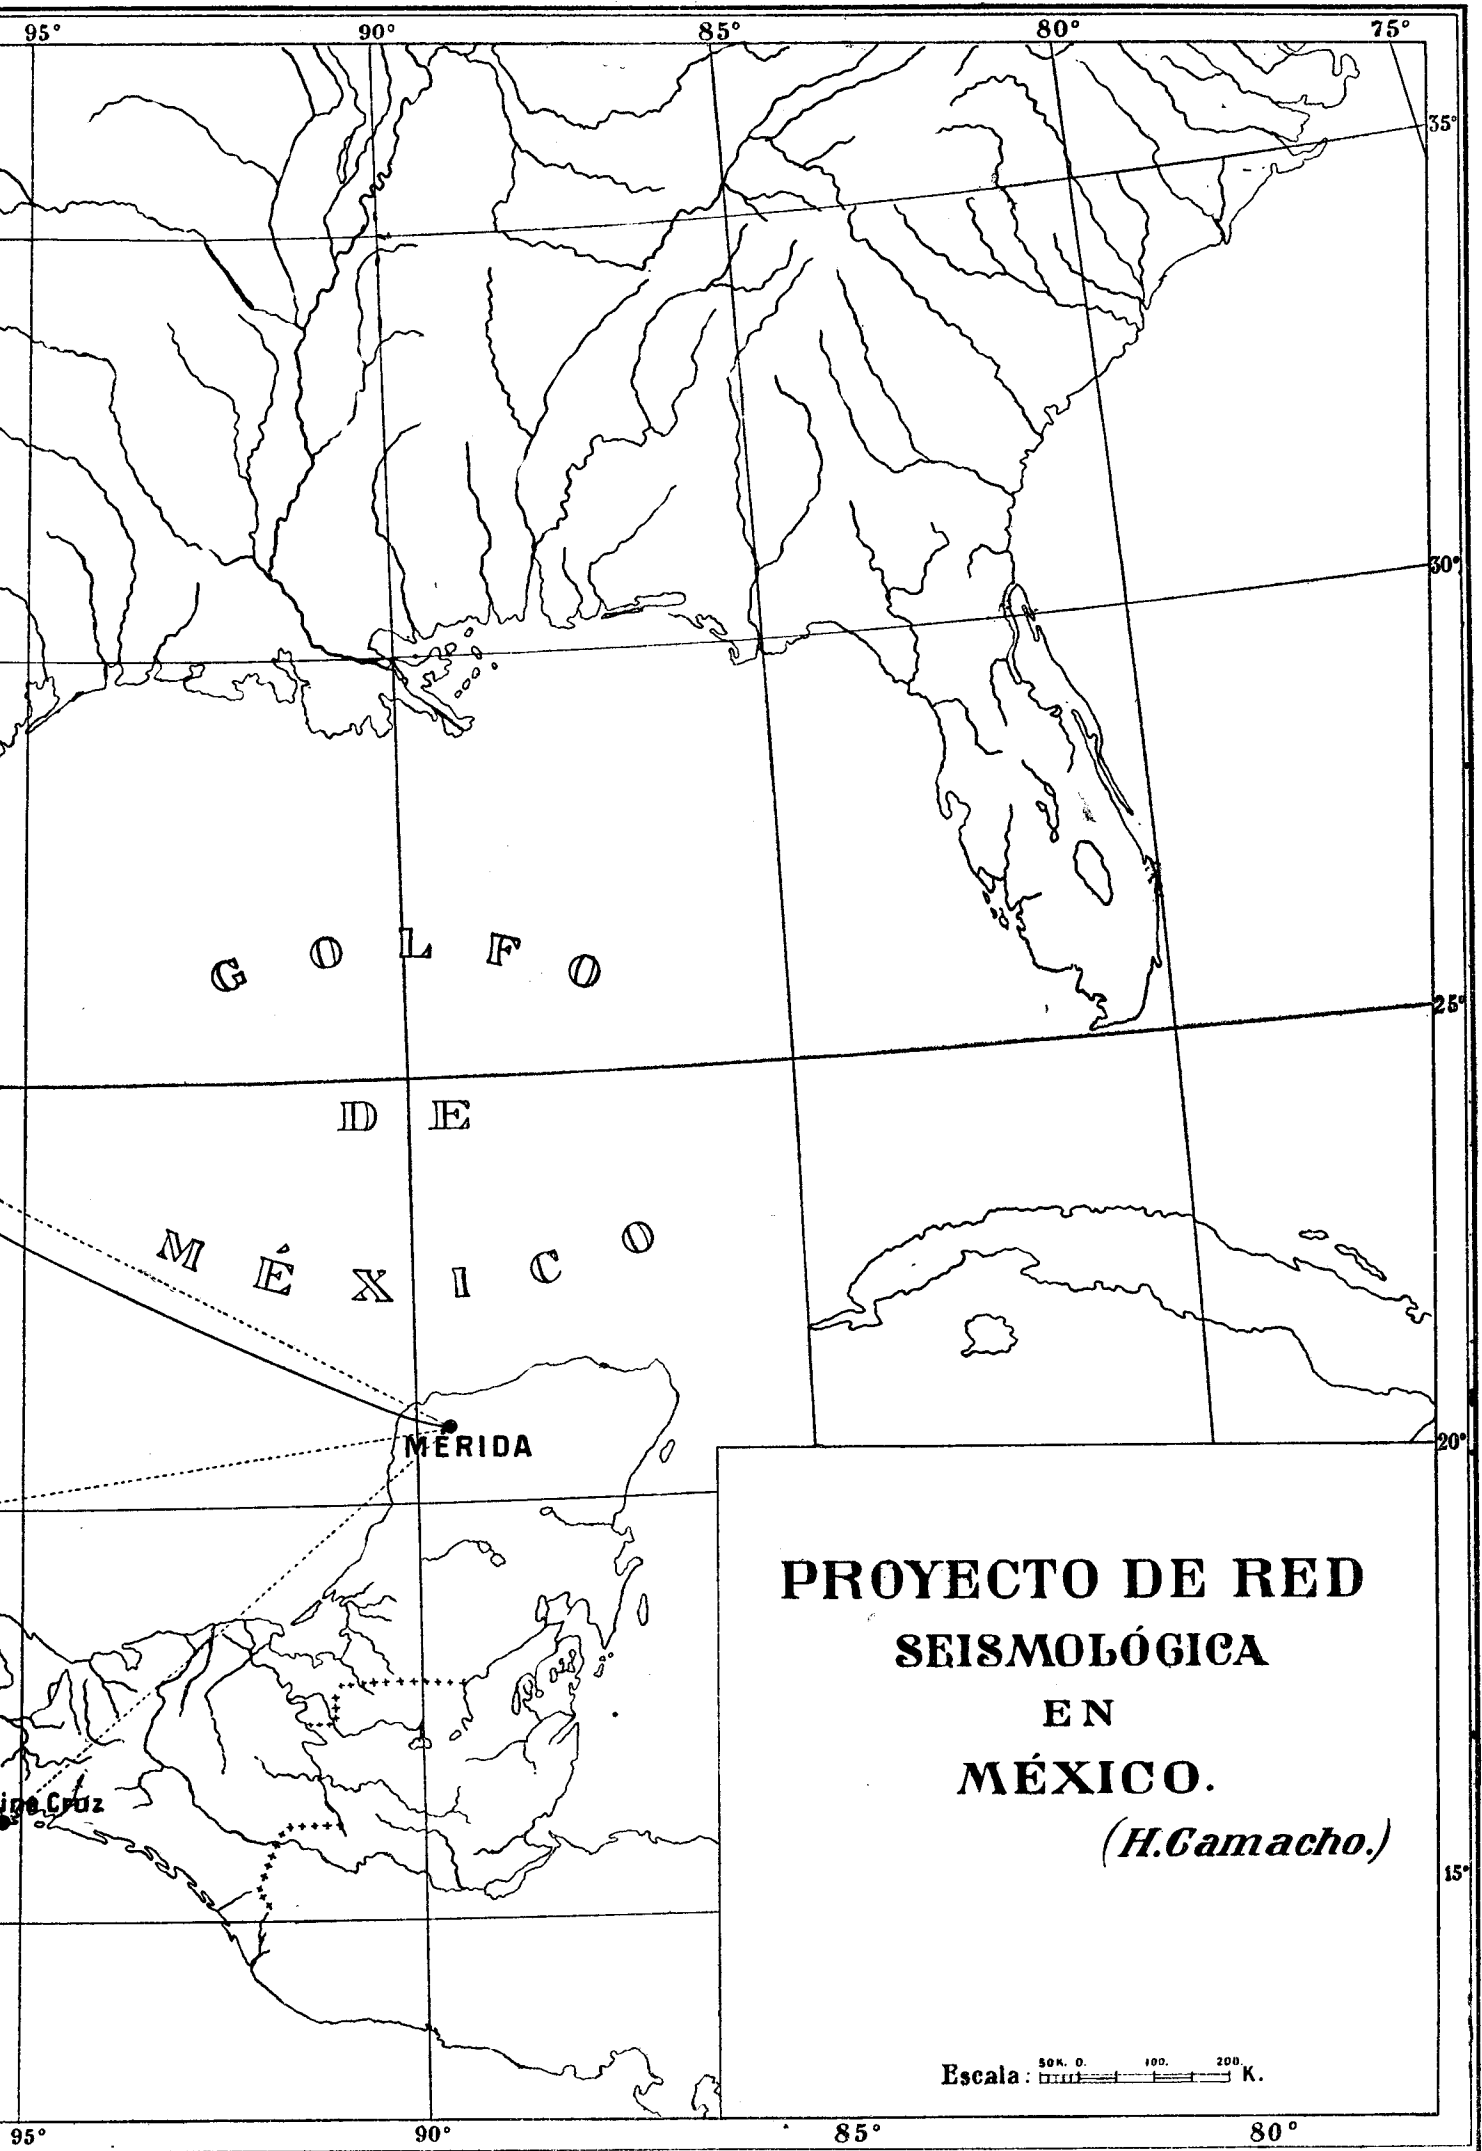 95° 90° 85° 80° 75°
35°
30°
25°
GOLFO
DE
MÉXICO
MÉRIDA
20°
PROYECTO DE RED
SEISMOLÓGICA
EN
MÉXICO.
(H.Camacho.)
Cruz
15°
Escala: 50K. 0. 100. 200. K.
95° 90° 85° 80°